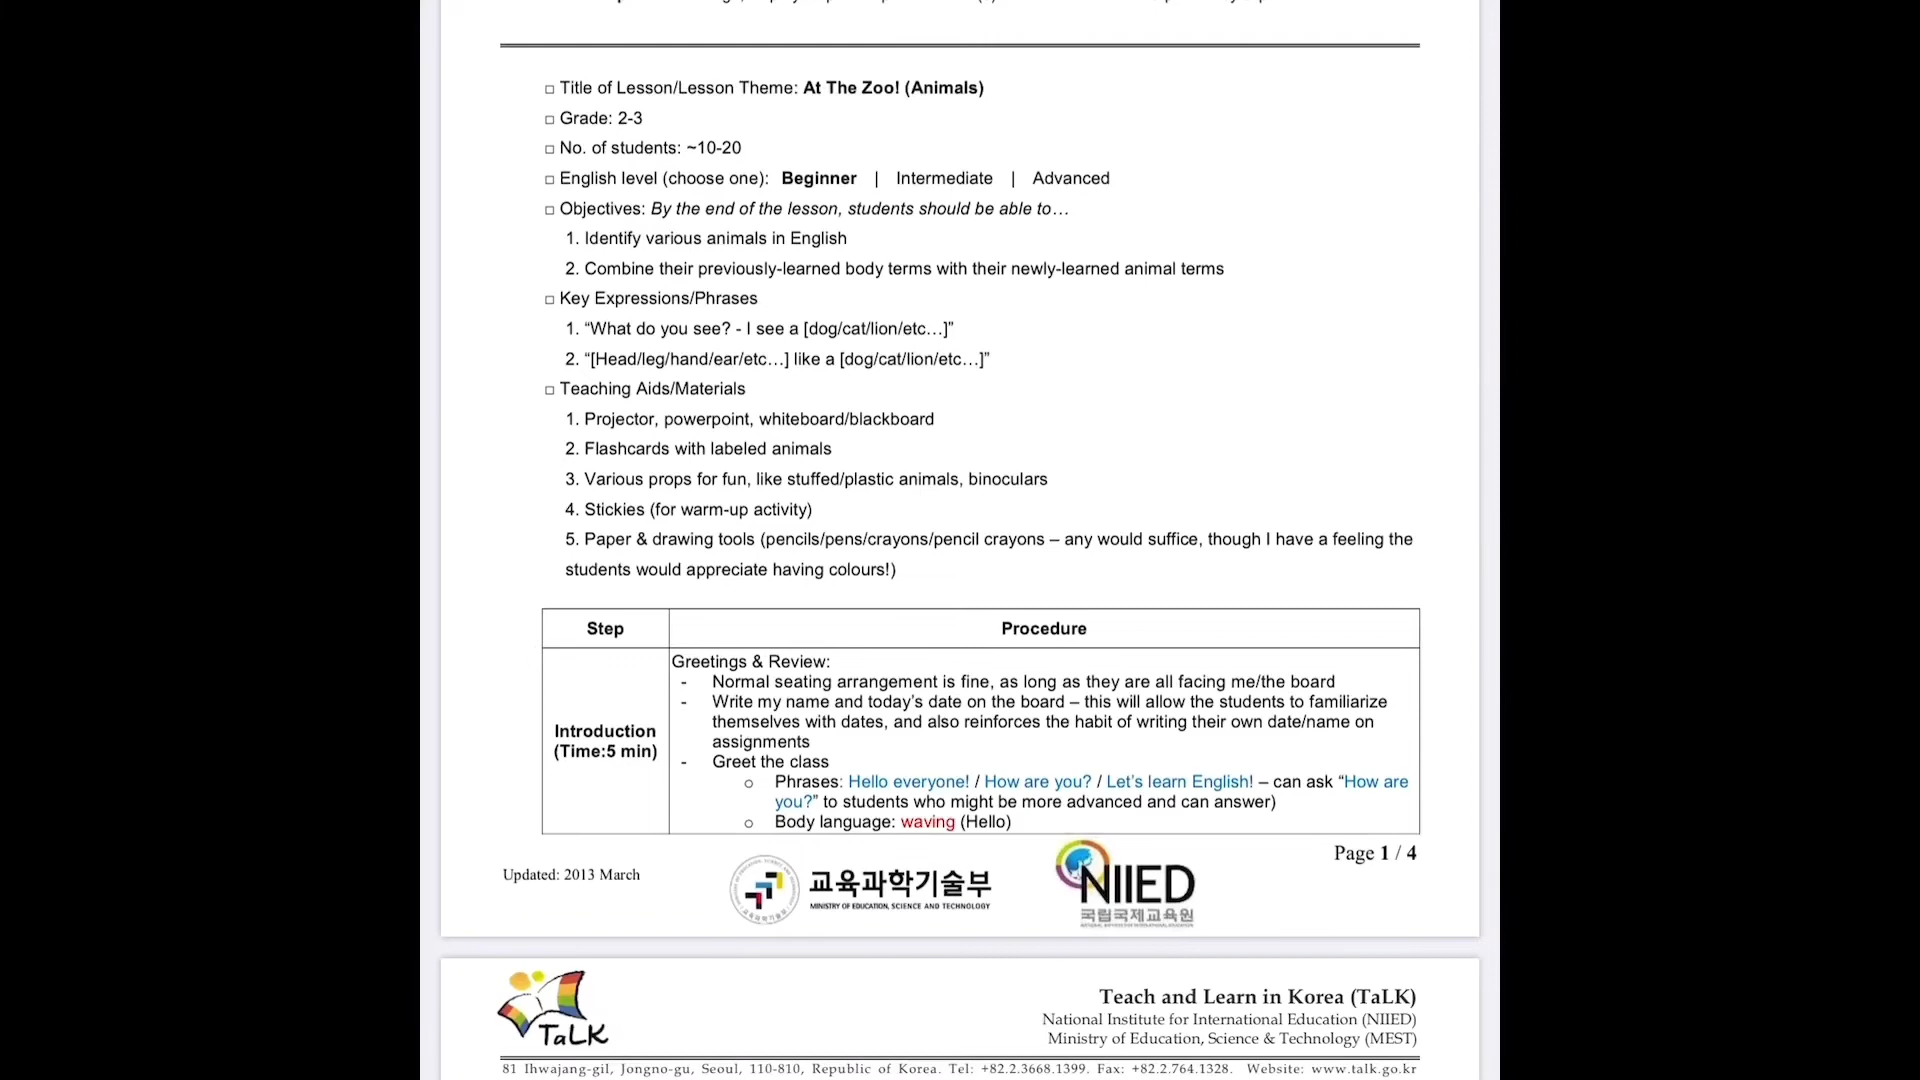 □ Title of Lesson/Lesson Theme: At The Zoo! (Animals)
□ Grade: 2-3
□ No. of students: ~10-20
□ English level (choose one): Beginner | Intermediate | Advanced
□ Objectives: By the end of the lesson, students should be able to…
1. Identify various animals in English
2. Combine their previously-learned body terms with their newly-learned animal terms
□ Key Expressions/Phrases
1. “What do you see? - I see a [dog/cat/lion/etc…]”
2. “[Head/leg/hand/ear/etc…] like a [dog/cat/lion/etc…]”
□ Teaching Aids/Materials
1. Projector, powerpoint, whiteboard/blackboard
2. Flashcards with labeled animals
3. Various props for fun, like stuffed/plastic animals, binoculars
4. Stickies (for warm-up activity)
5. Paper & drawing tools (pencils/pens/crayons/pencil crayons – any would suffice, though I have a feeling the
students would appreciate having colours!)
Step Procedure
Introduction
(Time:5 min)
Greetings & Review:
- Normal seating arrangement is fine, as long as they are all facing me/the board
- Write my name and today’s date on the board – this will allow the students to familiarize
themselves with dates, and also reinforces the habit of writing their own date/name on
assignments
- Greet the class
o Phrases: Hello everyone! / How are you? / Let’s learn English! – can ask “How are
you?” to students who might be more advanced and can answer)
o Body language: waving (Hello)
Page 1 / 4
Updated: 2013 March
교육과학기술부
MINISTRY OF EDUCATION, SCIENCE AND TECHNOLOGY
NIIED
국립국제교육원
TaLK
Teach and Learn in Korea (TaLK)
National Institute for International Education (NIIED)
Ministry of Education, Science & Technology (MEST)
81 Ihwajang-gil, Jongno-gu, Seoul, 110-810, Republic of Korea. Tel: +82.2.3668.1399. Fax: +82.2.764.1328. Website: www.talk.go.kr